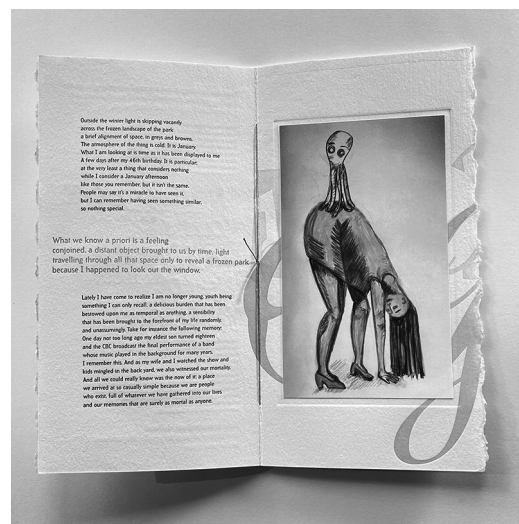 Outside the winter light is skipping vacantly
across the frozen landscape of the park
a brief alignment of space, in greys and browns.
The atmosphere of the thing is cold. It is January.
What I am looking at is time as it has been displayed to me
A few days after my 46th birthday. It is particular,
at the very least a thing that considers nothing
while I consider a January afternoon
like those you remember, but it isn't the same.
People may say it's a miracle to have seen it,
but I can remember having seen something similar,
so nothing special.
What we know a priori is a feeling
conjoined, a distant object brought to us by time, light
travelling through all that space only to reveal a frozen park
because I happened to look out the window.
Lately I have come to realize I am no longer young, youth being
something I can only recall, a delicious burden that has been
bestowed upon me as temporal as anything, a sensibility
that has been brought to the forefront of my life randomly,
and unassumingly. Take for instance the following memory:
One day not too long ago my eldest son turned eighteen
and the CBC broadcast the final performance of a band
whose music played in the background for many years.
I remember this. And as my wife and I watched the show and
kids mingled in the back yard, we also witnessed our mortality.
And all we could really know was the now of it: a place
we arrived at so casually simple because we are people
who exist, full of whatever we have gathered into our lives
and our memories that are surely as mortal as anyone.